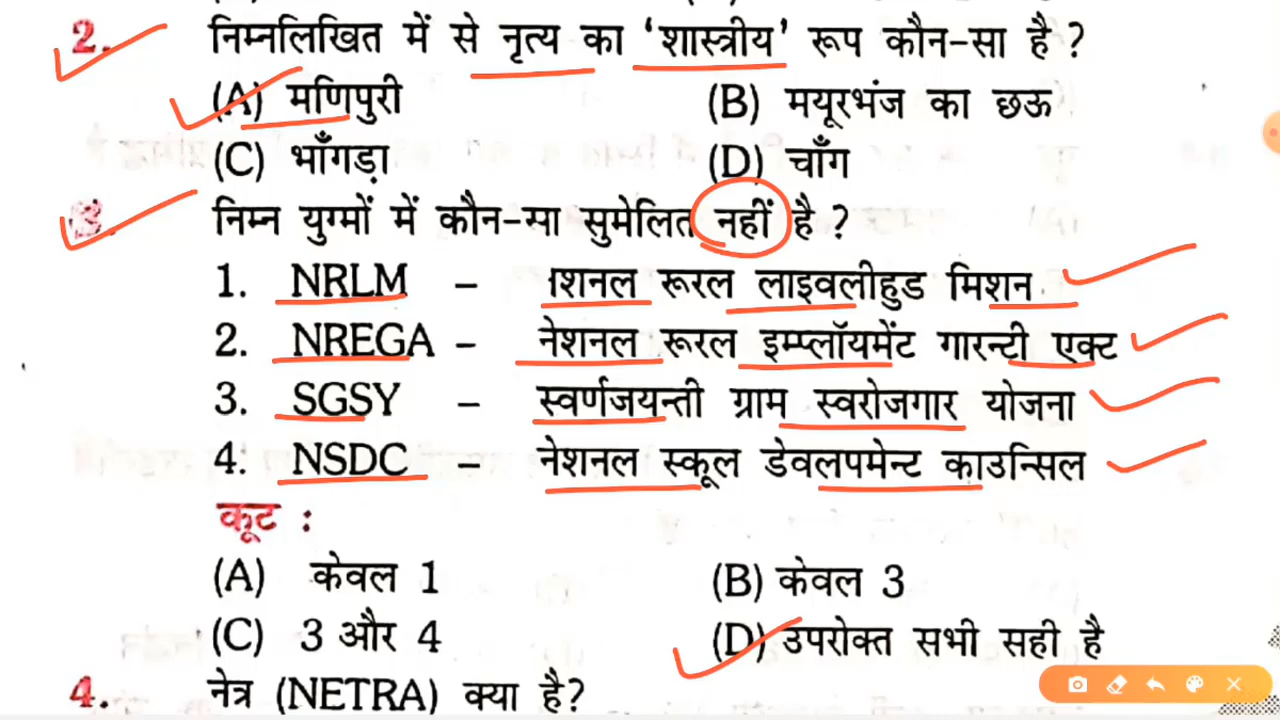 2. निम्नलिखित में से नृत्य का 'शास्त्रीय' रूप कौन-सा है ?
(A) मणिपुरी (B) मयूरभंज का छऊ
(C) भाँगड़ा (D) चाँग
3. निम्न युग्मों में कौन-सा सुमेलित नहीं है ?
1. NRLM – शनल रूरल लाइवलीहुड मिशन
2. NREGA – नेशनल रूरल इम्प्लॉयमेंट गारन्टी एक्ट
3. SGSY – स्वर्णजयन्ती ग्राम स्वरोजगार योजना
4. NSDC – नेशनल स्कूल डेवलपमेन्ट काउन्सिल
कूट :
(A) केवल 1 (B) केवल 3
(C) 3 और 4 (D) उपरोक्त सभी सही है
4. नेत्र (NETRA) क्या है?